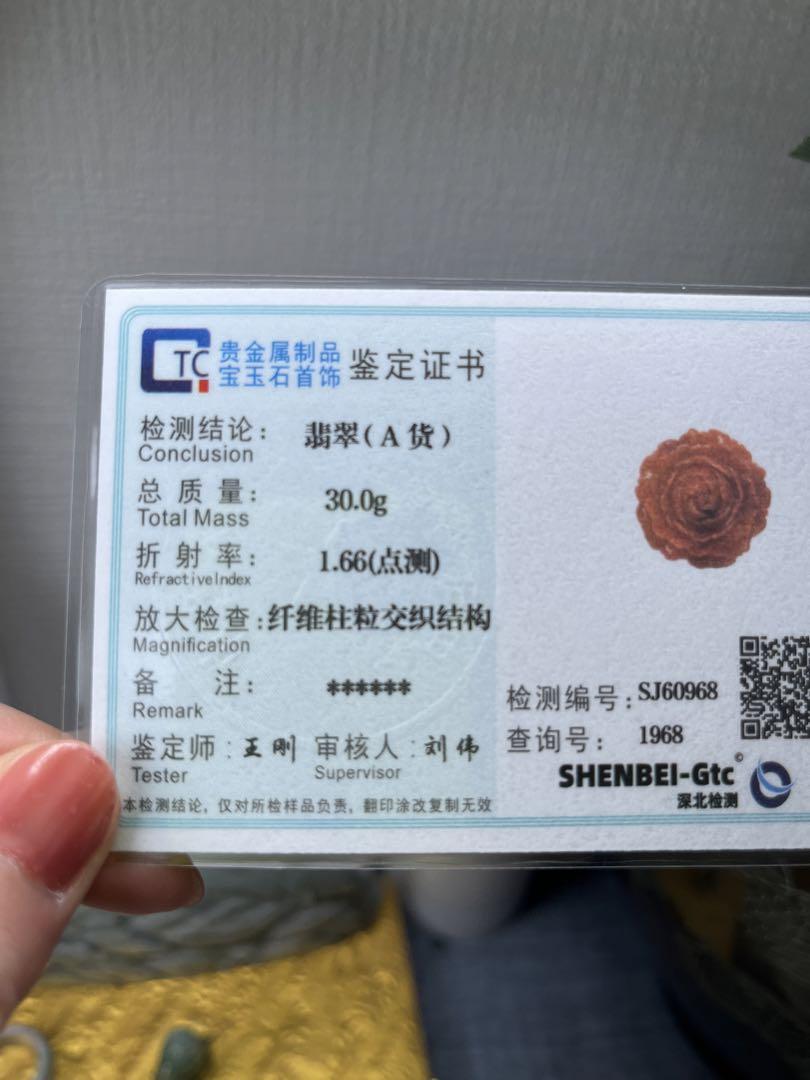 TC 贵金属制品 鉴定证书
宝玉石首饰
检测结论: 翡翠(A货)
Conclusion
总质量: 30.0g
Total Mass
折射率: 1.66(点测)
RefractiveIndex
放大检查: 纤维柱粒交织结构
Magnification
备注: ******
Remark
鉴定师: 王刚 审核人: 刘伟
Tester Supervisor
本检测结论, 仅对所检样品负责, 翻印涂改复制无效
检测编号: SJ60968
查询号: 1968
SHENBEI-Gtc©
深北检测